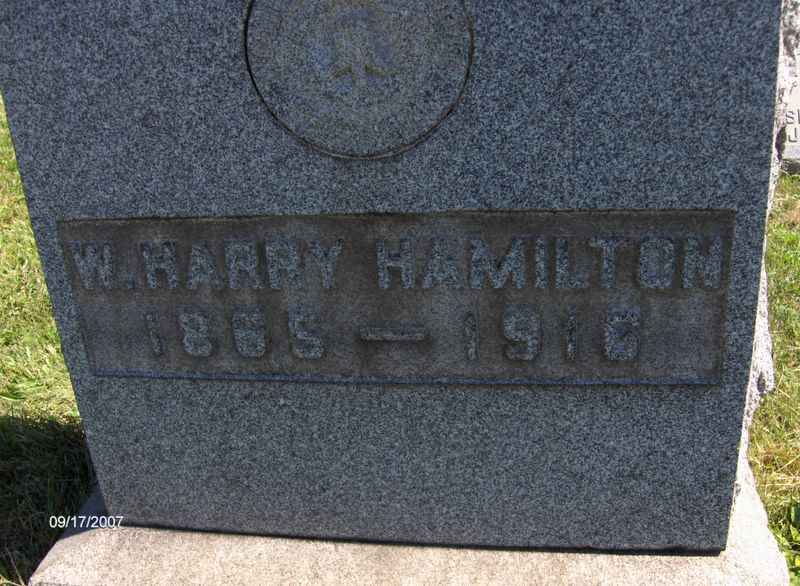 W. HARRY HAMILTON
1865 — 1916
09/17/2007